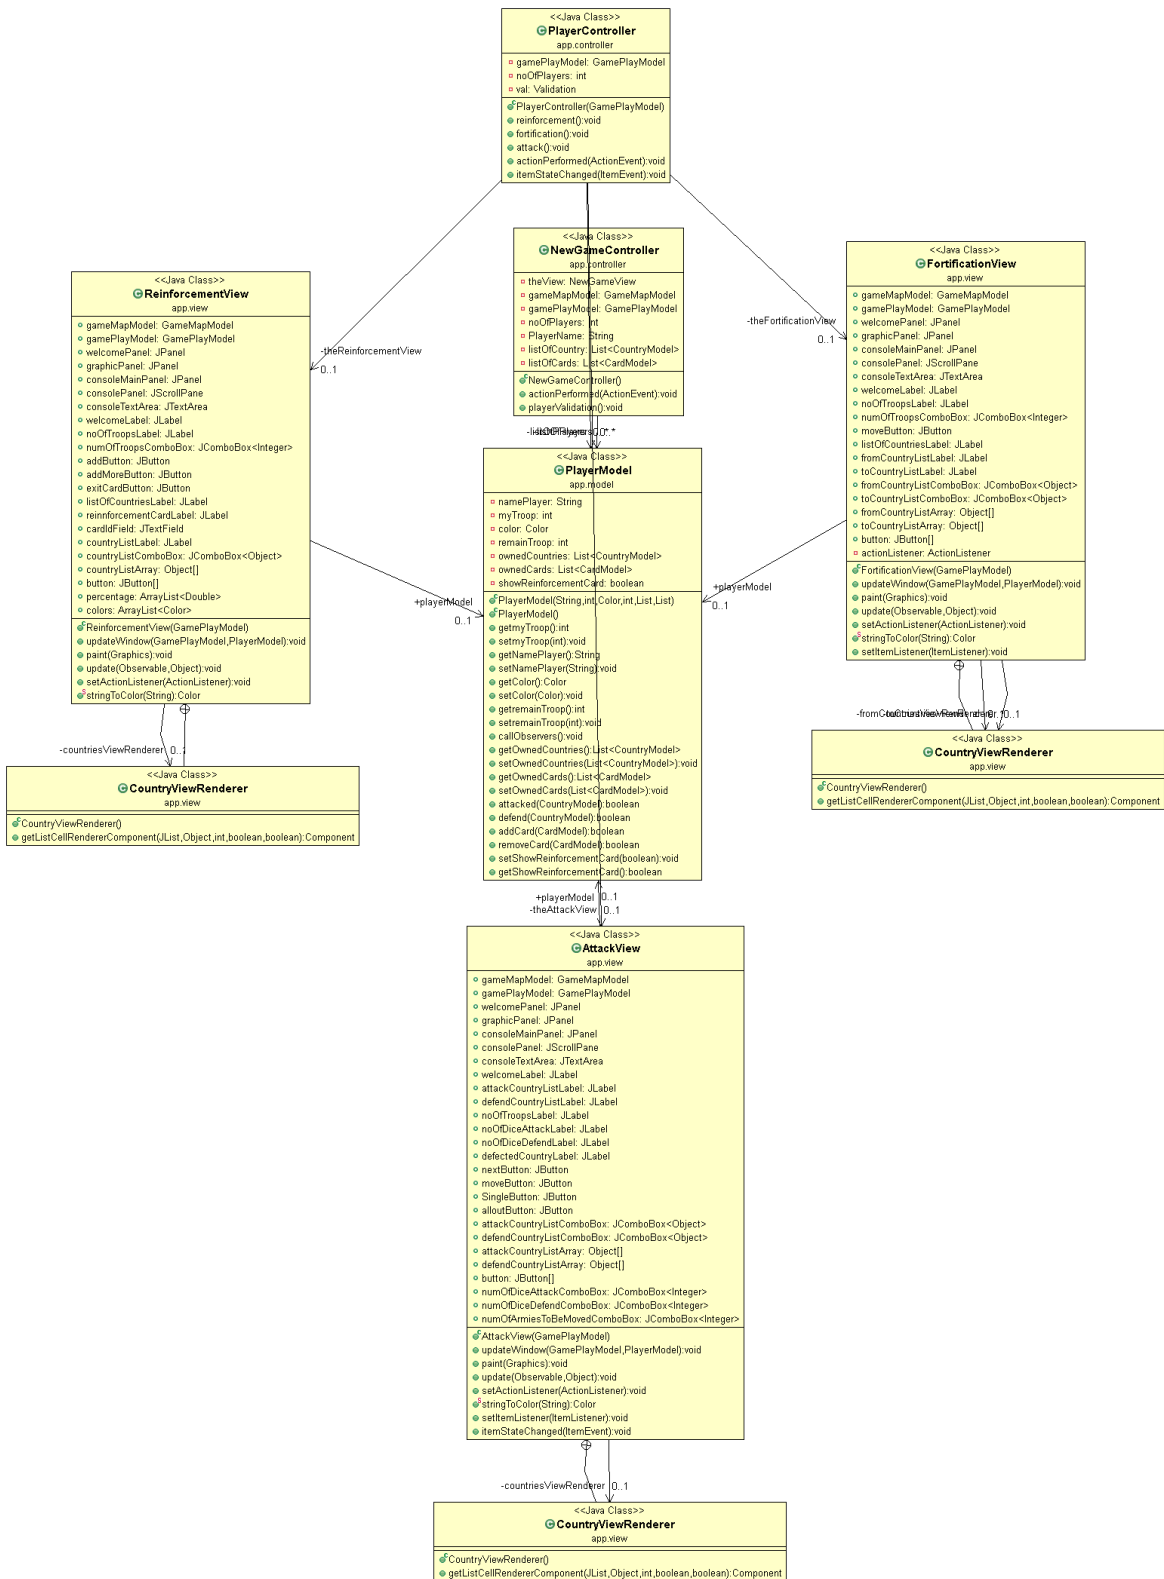 <<Java Class>>
PlayerController
app.controller
gamePlayModel: GamePlayModel
noOfPlayers: int
val: Validation
PlayerController(GamePlayModel)
reinforcement():void
fortification():void
attack():void
actionPerformed(ActionEvent):void
itemStateChanged(ItemEvent):void
<<Java Class>>
NewGameController
app.controller
theView: NewGameView
gameMapModel: GameMapModel
gamePlayModel: GamePlayModel
noOfPlayers: int
PlayerName: String
listOfCountry: List<CountryModel>
listOfCards: List<CardModel>
NewGameController()
actionPerformed(ActionEvent):void
playerValidation():void
<<Java Class>>
ReinforcementView
app.view
gameMapModel: GameMapModel
gamePlayModel: GamePlayModel
welcomePanel: JPanel
graphicPanel: JPanel
consoleMainPanel: JPanel
consolePanel: JScrollPane
consoleTextArea: JTextArea
welcomeLabel: JLabel
noOfTroopsLabel: JLabel
numOfTroopsComboBox: JComboBox<Integer>
addButton: JButton
addMoreButton: JButton
exitCardButton: JButton
listOfCountriesLabel: JLabel
reinnforcementCardLabel: JLabel
cardIdField: JTextField
countryListLabel: JLabel
countryListComboBox: JComboBox<Object>
countryListArray: Object[]
button: JButton[]
percentage: ArrayList<Double>
colors: ArrayList<Color>
ReinforcementView(GamePlayModel)
updateWindow(GamePlayModel,PlayerModel):void
paint(Graphics):void
update(Observable,Object):void
setActionListener(ActionListener):void
stringToColor(String):Color
-theReinforcementView
0..1
<<Java Class>>
FortificationView
app.view
gameMapModel: GameMapModel
gamePlayModel: GamePlayModel
welcomePanel: JPanel
graphicPanel: JPanel
consoleMainPanel: JPanel
consolePanel: JScrollPane
consoleTextArea: JTextArea
welcomeLabel: JLabel
noOfTroopsLabel: JLabel
numOfTroopsComboBox: JComboBox<Integer>
moveButton: JButton
listOfCountriesLabel: JLabel
fromCountryListLabel: JLabel
toCountryListLabel: JLabel
fromCountryListComboBox: JComboBox<Object>
toCountryListComboBox: JComboBox<Object>
fromCountryListArray: Object[]
toCountryListArray: Object[]
button: JButton[]
actionListener: ActionListener
FortificationView(GamePlayModel)
updateWindow(GamePlayModel,PlayerModel):void
paint(Graphics):void
update(Observable,Object):void
setActionListener(ActionListener):void
stringToColor(String):Color
setItemListener(ItemListener):void
-theFortificationView
0..1
<<Java Class>>
PlayerModel
app.model
namePlayer: String
myTroop: int
color: Color
remainTroop: int
ownedCountries: List<CountryModel>
ownedCards: List<CardModel>
showReinforcementCard: boolean
PlayerModel(String,int,Color,int,List,List)
PlayerModel()
getmyTroop():int
setmyTroop(int):void
getNamePlayer():String
setNamePlayer(String):void
getColor():Color
setColor(Color):void
getremainTroop():int
setremainTroop(int):void
callObservers():void
getOwnedCountries():List<CountryModel>
setOwnedCountries(List<CountryModel>):void
getOwnedCards():List<CardModel>
setOwnedCards(List<CardModel>):void
attacked(CountryModel):boolean
defend(CountryModel):boolean
addCard(CardModel):boolean
removeCard(CardModel):boolean
setShowReinforcementCard(boolean):void
getShowReinforcementCard():boolean
+playerModel
0..1
+playerModel
0..1
-countriesViewRenderer 0..1
<<Java Class>>
CountryViewRenderer
app.view
CountryViewRenderer()
getListCellRendererComponent(JList,Object,int,boolean,boolean):Component
0..1
<<Java Class>>
CountryViewRenderer
app.view
CountryViewRenderer()
getListCellRendererComponent(JList,Object,int,boolean,boolean):Component
+playerModel 0..1
-theAttackView 0..1
<<Java Class>>
AttackView
app.view
gameMapModel: GameMapModel
gamePlayModel: GamePlayModel
welcomePanel: JPanel
graphicPanel: JPanel
consoleMainPanel: JPanel
consolePanel: JScrollPane
consoleTextArea: JTextArea
welcomeLabel: JLabel
attackCountryListLabel: JLabel
defendCountryListLabel: JLabel
noOfTroopsLabel: JLabel
noOfDiceAttackLabel: JLabel
noOfDiceDefendLabel: JLabel
defectedCountryLabel: JLabel
nextButton: JButton
moveButton: JButton
SingleButton: JButton
alloutButton: JButton
attackCountryListComboBox: JComboBox<Object>
defendCountryListComboBox: JComboBox<Object>
attackCountryListArray: Object[]
defendCountryListArray: Object[]
button: JButton[]
numOfDiceAttackComboBox: JComboBox<Integer>
numOfDiceDefendComboBox: JComboBox<Integer>
numOfArmiesToBeMovedComboBox: JComboBox<Integer>
AttackView(GamePlayModel)
updateWindow(GamePlayModel,PlayerModel):void
paint(Graphics):void
update(Observable,Object):void
setActionListener(ActionListener):void
stringToColor(String):Color
setItemListener(ItemListener):void
itemStateChanged(ItemEvent):void
-countriesViewRenderer 0..1
<<Java Class>>
CountryViewRenderer
app.view
CountryViewRenderer()
getListCellRendererComponent(JList,Object,int,boolean,boolean):Component